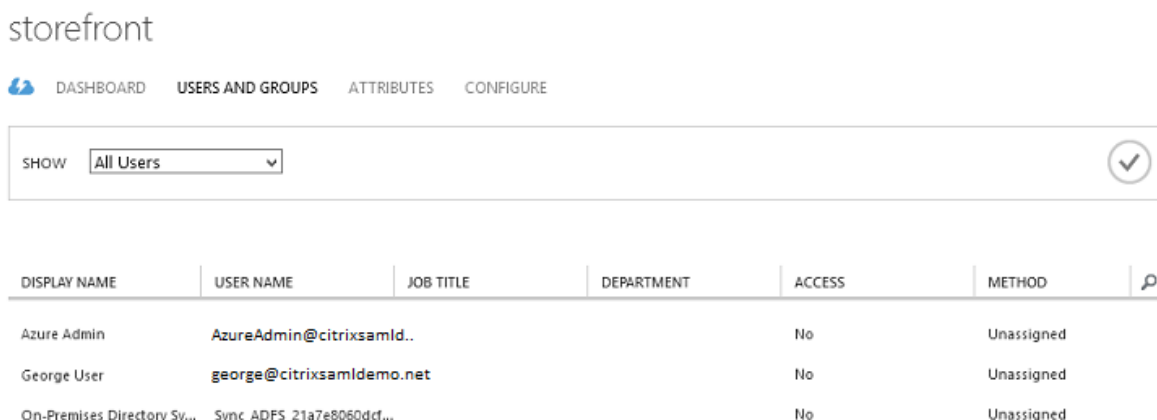 storefront
DASHBOARD USERS AND GROUPS ATTRIBUTES CONFIGURE
SHOW All Users
DISPLAY NAME USER NAME JOB TITLE DEPARTMENT ACCESS METHOD
Azure Admin AzureAdmin@citrixsamld.. No Unassigned
George User george@citrixsamldemo.net No Unassigned
On-Premises Directory Sy... Sync_ADFS_21a7e8060dcf... No Unassigned